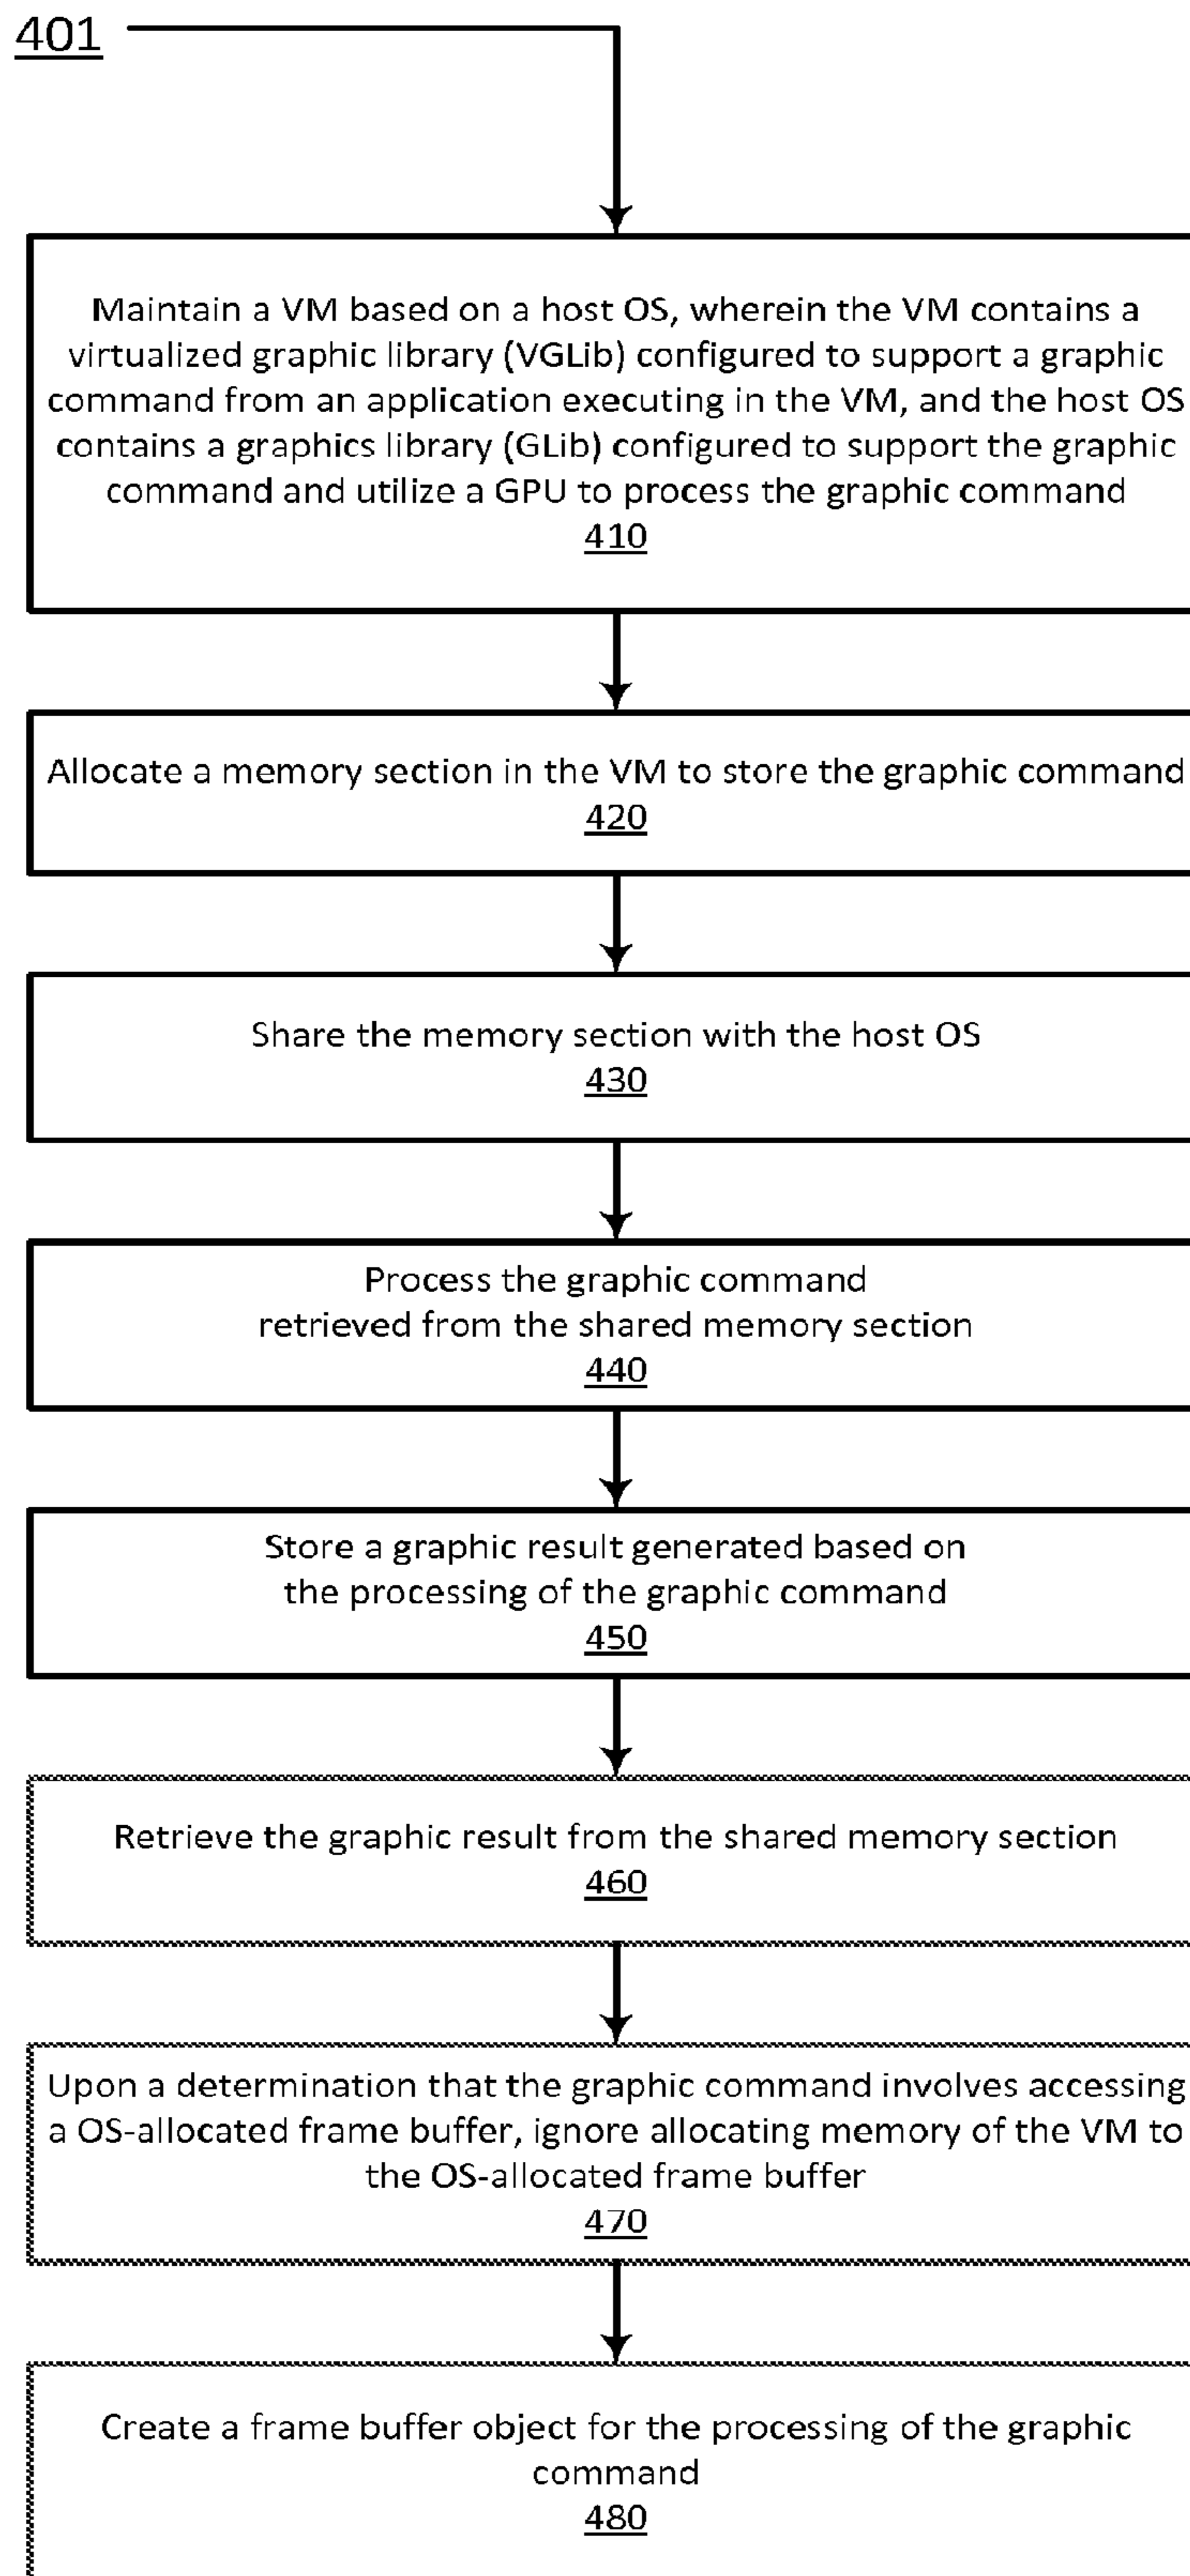 401
Maintain a VM based on a host OS, wherein the VM contains a
virtualized graphic library (VGLib) configured to support a graphic
command from an application executing in the VM, and the host OS
contains a graphics library (GLib) configured to support the graphic
command and utilize a GPU to process the graphic command
410
Allocate a memory section in the VM to store the graphic command
420
Share the memory section with the host OS
430
Process the graphic command
retrieved from the shared memory section
440
Store a graphic result generated based on
the processing of the graphic command
450
Retrieve the graphic result from the shared memory section
460
Upon a determination that the graphic command involves accessing
a OS-allocated frame buffer, ignore allocating memory of the VM to
the OS-allocated frame buffer
470
Create a frame buffer object for the processing of the graphic
command
480